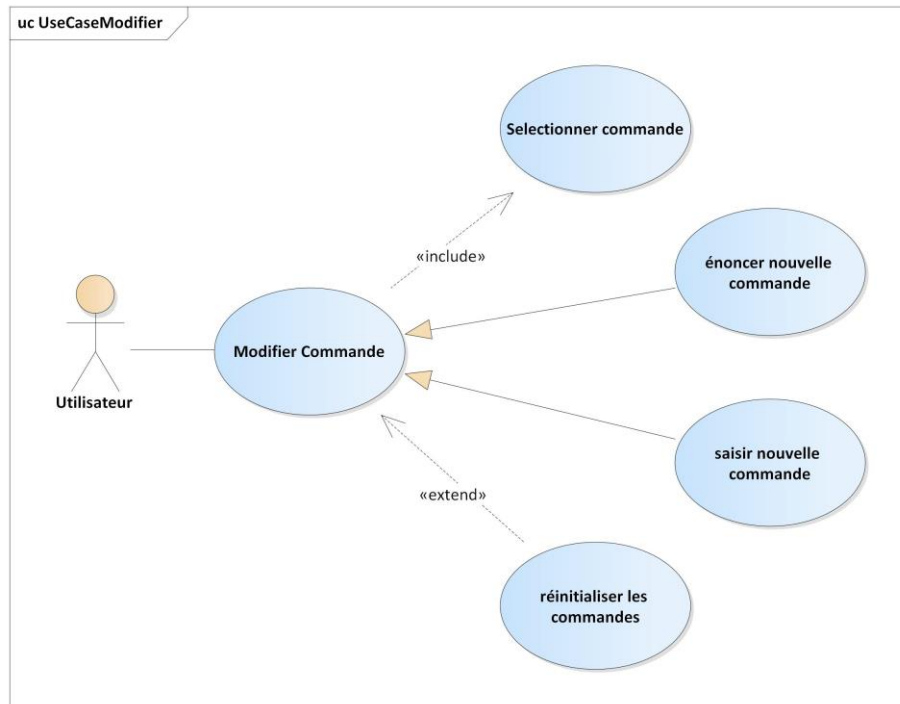 uc UseCaseModifier
Selectionner commande
«include»
énoncer nouvelle
commande
Modifier Commande
Utilisateur
saisir nouvelle
commande
«extend»
réinitialiser les
commandes